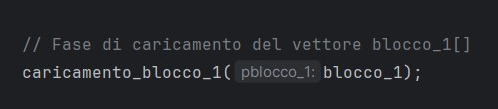 // Fase di caricamento del vettore blocco_1[]
caricamento_blocco_1( pblocco_1: blocco_1);